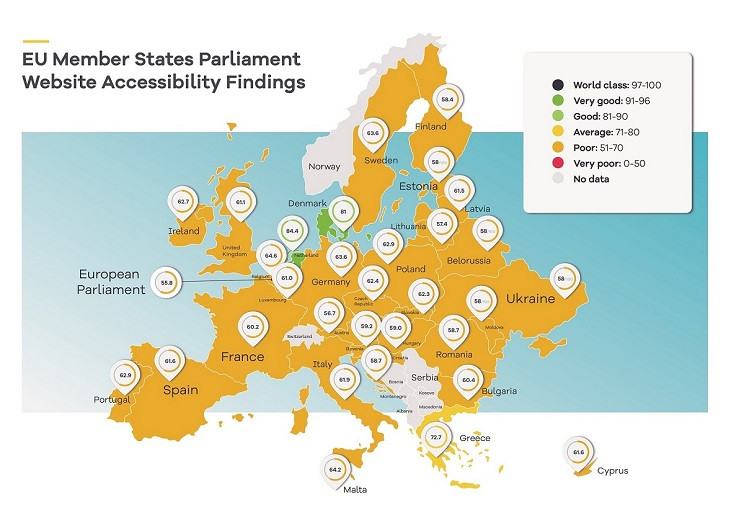 EU Member States Parliament
Website Accessibility Findings
World class: 97-100
Very good: 91-96
Good: 81-90
Average: 71-80
Poor: 51-70
Very poor: 0-50
No data
58.4
Finland
63.6
Sweden
Norway
58
Estonia
61.5
Latvia
62.7
Ireland
61.1
United
Kingdom
Denmark
81
84.4
Netherland
Lithuania
57.4
58
Belorussia
62.9
Poland
64.6
Belgium
61.0
Luxembourg
63.6
Germany
European
Parliament
55.8
62.4
Czech
Republic
62.3
Slovakia
58
Ukraine
58
Moldova
56.7
Austria
59.2
Slovenia
59.0
Hungary
58.7
Romania
60.2
France
Switzerland
58.7
Croatia
Bosnia
Serbia
Montenegro
Kosovo
Albania
Macedonia
60.4
Bulgaria
Italy
61.9
61.6
Spain
62.9
Portugal
72.7
Greece
64.2
Malta
61.6
Cyprus